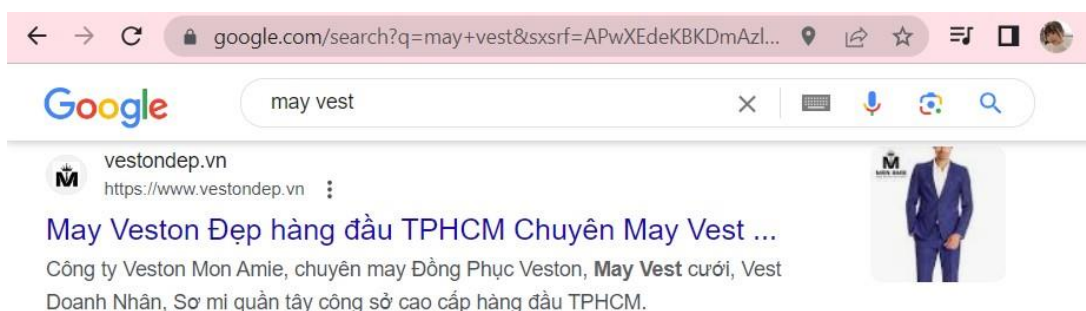 google.com/search?q=may+vest&sxsrf=APwXEdeKBKDmAzl...
Google
may vest
vestondep.vn
https://www.vestondep.vn
May Veston Đẹp hàng đầu TPHCM Chuyên May Vest ...
Công ty Veston Mon Amie, chuyên may Đồng Phục Veston, May Vest cưới, Vest
Doanh Nhân, Sơ mi quần tây công sở cao cấp hàng đầu TPHCM.
MON AMIE